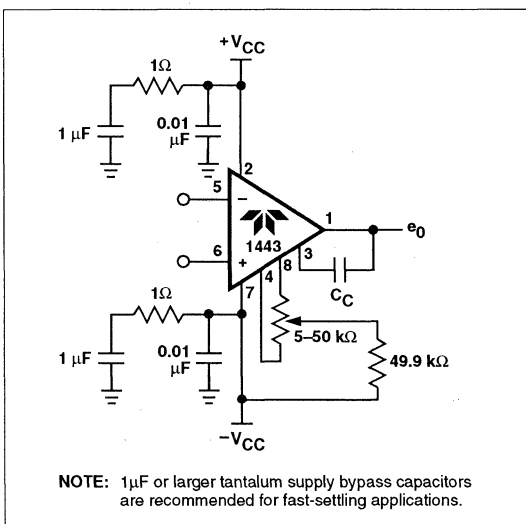 +VCC
1Ω
1 µF
0.01
µF
2
5
–
1
e0
1443
6
+
3
8
4
7
CC
1Ω
5–50 kΩ
1 µF
0.01
µF
49.9 kΩ
–VCC
NOTE: 1µF or larger tantalum supply bypass capacitors
are recommended for fast-settling applications.